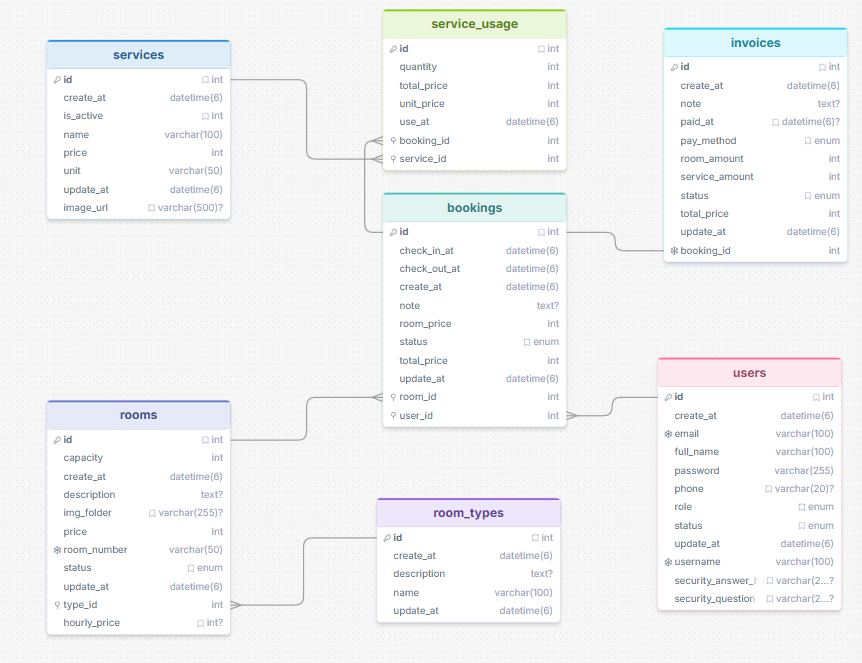 services
id int
create_at datetime(6)
is_active int
name varchar(100)
price int
unit varchar(50)
update_at datetime(6)
image_url varchar(500)?
service_usage
id int
quantity int
total_price int
unit_price int
use_at datetime(6)
booking_id int
service_id int
invoices
id int
create_at datetime(6)
note text?
paid_at datetime(6)?
pay_method enum
room_amount int
service_amount int
status enum
total_price int
update_at datetime(6)
booking_id int
bookings
id int
check_in_at datetime(6)
check_out_at datetime(6)
create_at datetime(6)
note text?
room_price int
status enum
total_price int
update_at datetime(6)
room_id int
user_id int
users
id int
create_at datetime(6)
email varchar(100)
full_name varchar(100)
password varchar(255)
phone varchar(20)?
role enum
status enum
update_at datetime(6)
username varchar(100)
security_answer_ varchar(2...?
security_question varchar(2...?
rooms
id int
capacity int
create_at datetime(6)
description text?
img_folder varchar(255)?
price int
room_number varchar(50)
status enum
update_at datetime(6)
type_id int
hourly_price int?
room_types
id int
create_at datetime(6)
description text?
name varchar(100)
update_at datetime(6)